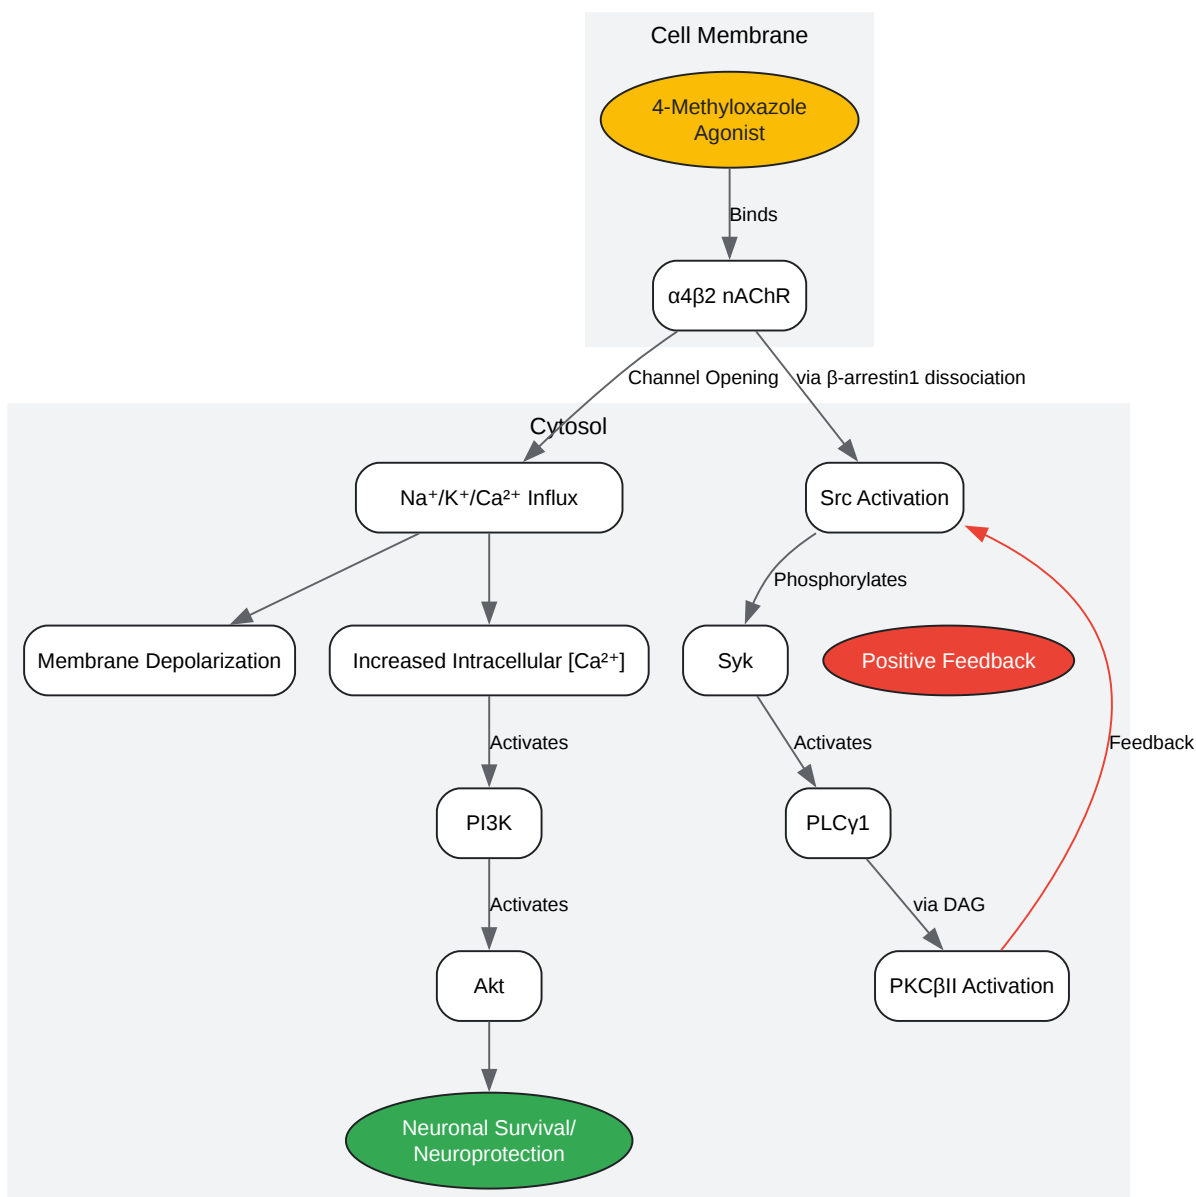 Cell Membrane
4-Methyloxazole
Agonist
Binds
α4β2 nAChR
Channel Opening
via β-arrestin1 dissociation
Cytosol
Na⁺/K⁺/Ca²⁺ Influx
Src Activation
Phosphorylates
Membrane Depolarization
Increased Intracellular [Ca²⁺]
Syk
Positive Feedback
Activates
Activates
Feedback
PI3K
PLCγ1
Activates
via DAG
Akt
PKCβII Activation
Neuronal Survival/
Neuroprotection